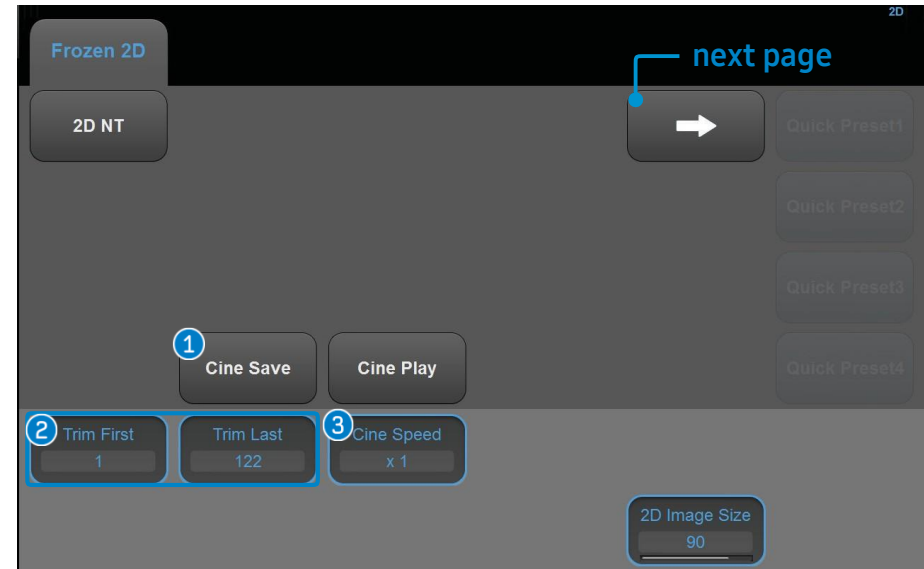 2D
Frozen 2D
next page
2D NT
Quick Preset1
Quick Preset2
Quick Preset3
1
Cine Save
Cine Play
Quick Preset4
2
Trim First
1
Trim Last
122
3
Cine Speed
x 1
2D Image Size
90